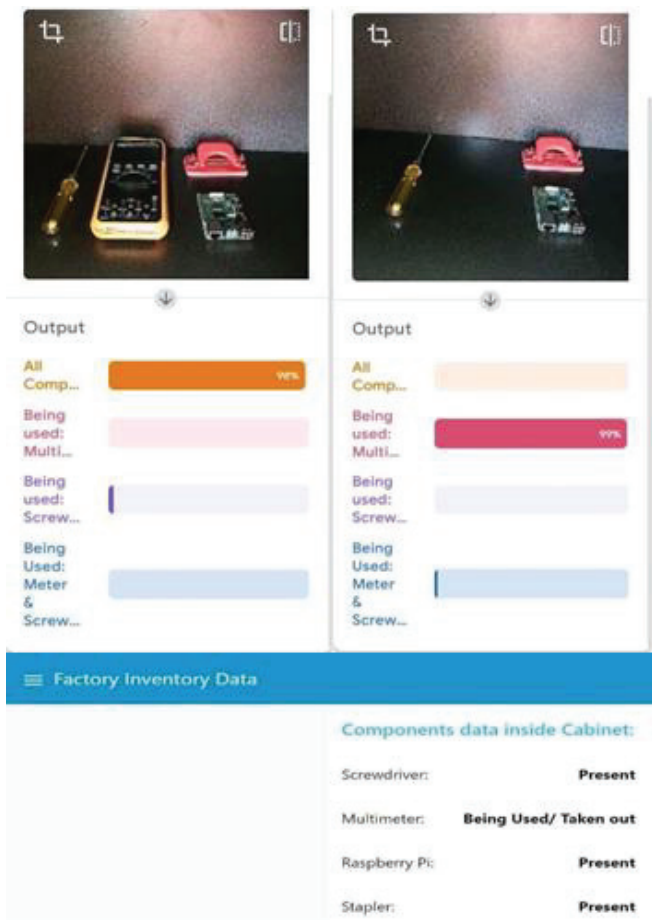 Output
All
Comp...
98%
Being
used:
Multi...
Being
used:
Screw...
Being
Used:
Meter
&
Screw...
Output
All
Comp...
Being
used:
Multi...
99%
Being
used:
Screw...
Being
Used:
Meter
&
Screw...
Factory Inventory Data
Components data inside Cabinet:
Screwdriver: Present
Multimeter: Being Used/ Taken out
Raspberry Pi: Present
Stapler: Present